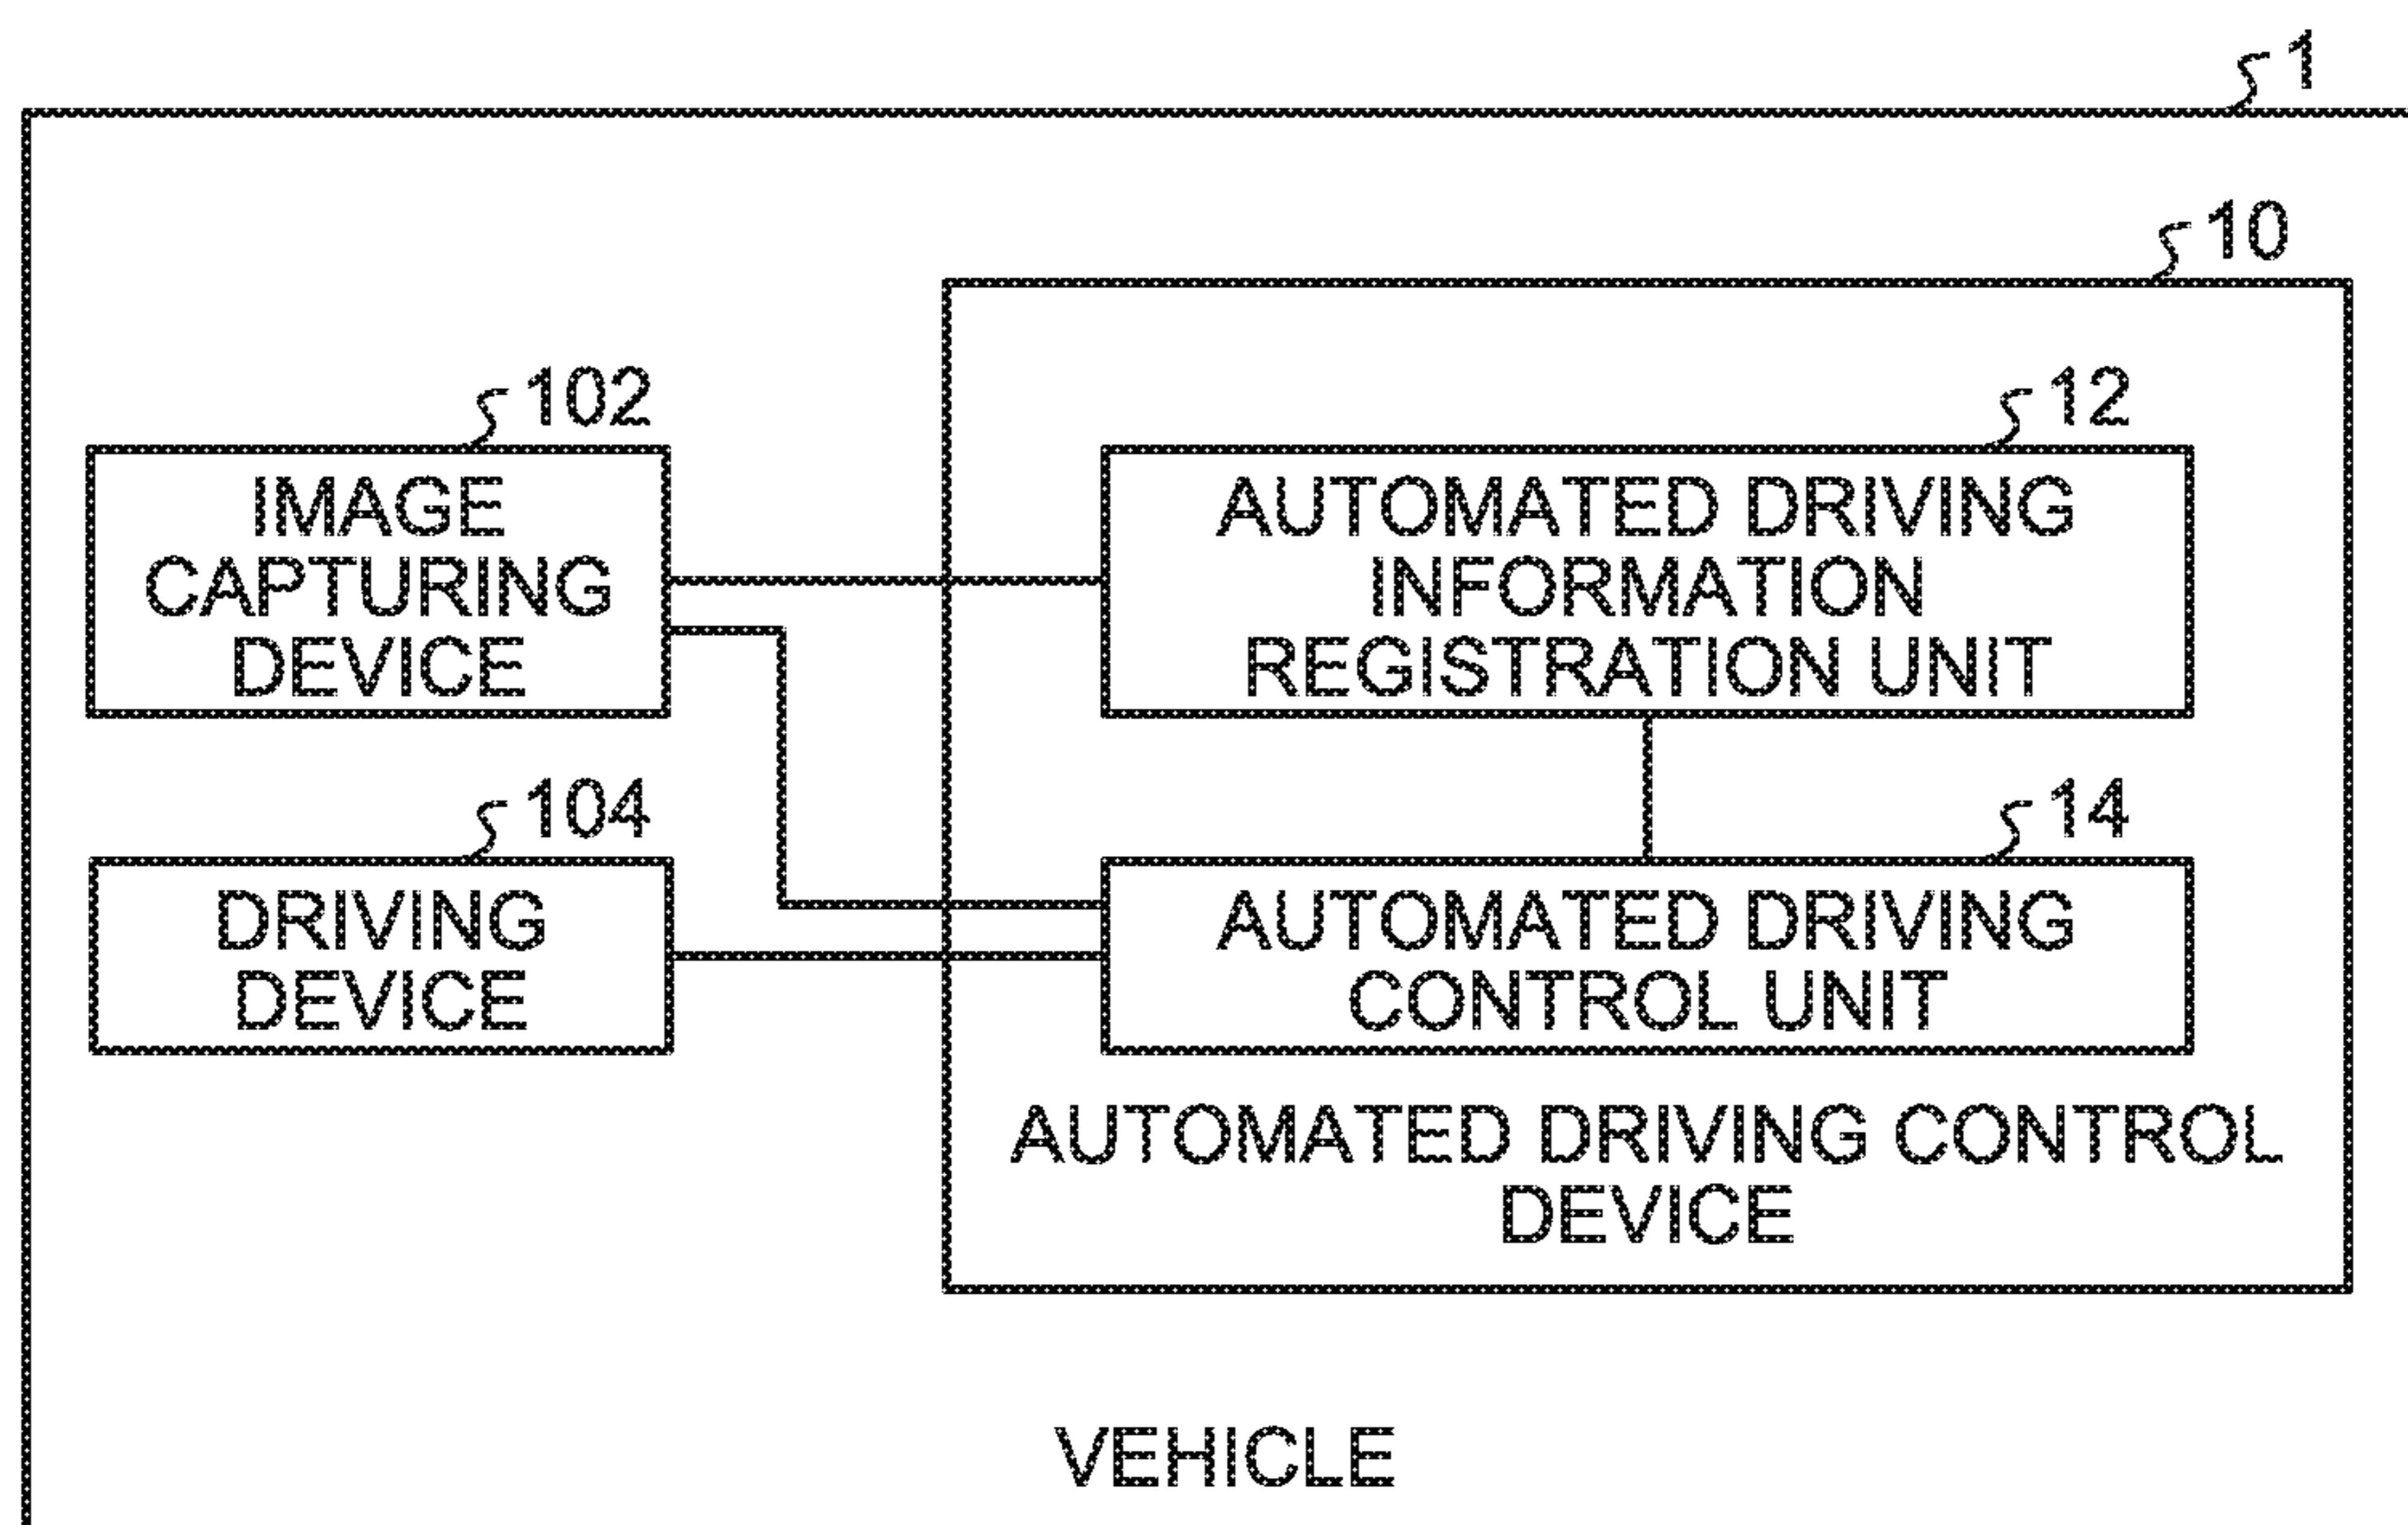 1
10
102
12
IMAGE
CAPTURING
DEVICE
AUTOMATED DRIVING
INFORMATION
REGISTRATION UNIT
104
14
DRIVING
DEVICE
AUTOMATED DRIVING
CONTROL UNIT
AUTOMATED DRIVING CONTROL
DEVICE
VEHICLE